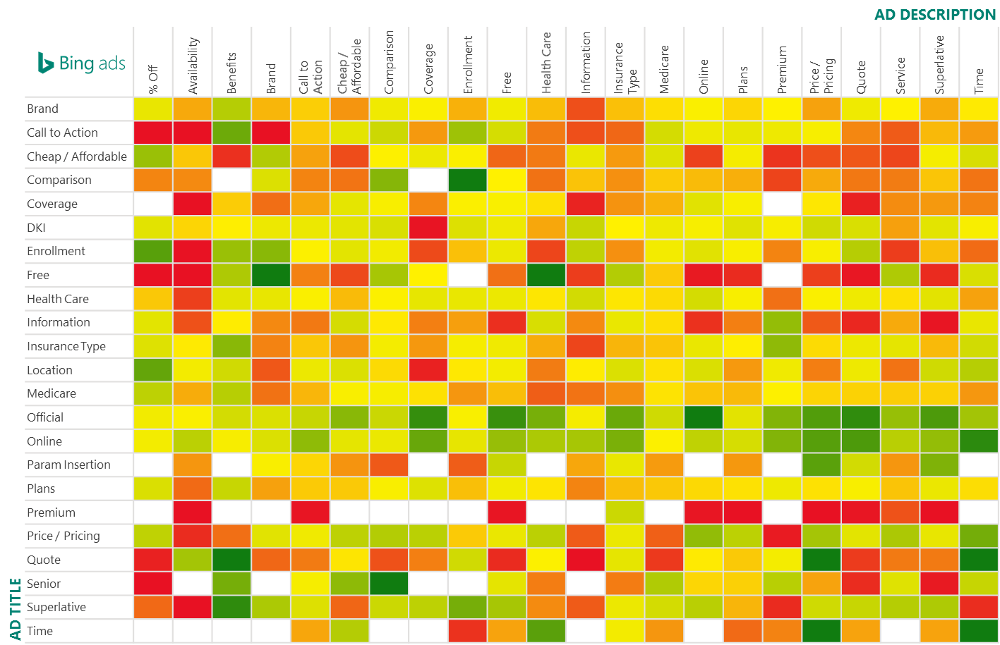 AD DESCRIPTION
Bing ads
% Off
Availability
Benefits
Brand
Call to
Action
Cheap /
Affordable
Comparison
Coverage
Enrollment
Free
Health Care
Information
Insurance
Type
Medicare
Online
Plans
Premium
Price /
Pricing
Quote
Service
Superlative
Time
Brand
Call to Action
Cheap / Affordable
Comparison
Coverage
DKI
Enrollment
Free
Health Care
Information
Insurance Type
Location
Medicare
Official
Online
Param Insertion
Plans
Premium
Price / Pricing
Quote
Senior
Superlative
Time
AD TITLE